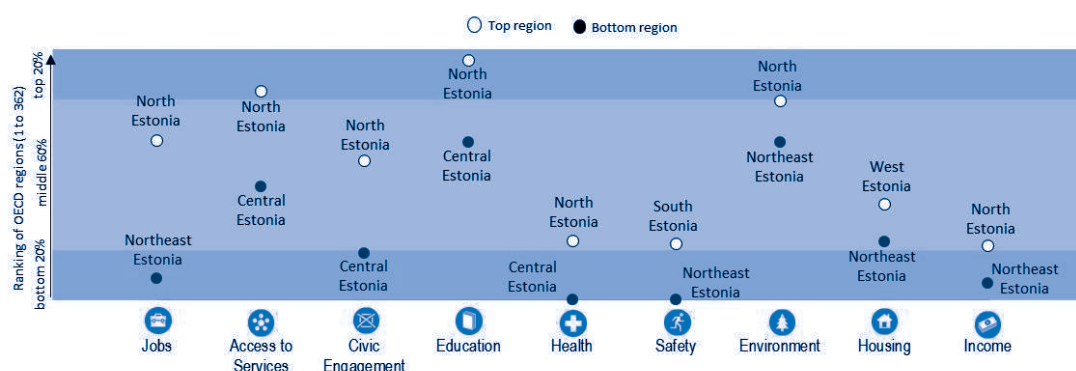 Top region
Bottom region
Ranking of OECD regions (1 to 362)
top 20%
middle 60%
bottom 20%
North
Estonia
Northeast
Estonia
North
Estonia
Central
Estonia
North
Estonia
Central
Estonia
North
Estonia
Central
Estonia
North
Estonia
Central
Estonia
South
Estonia
Northeast
Estonia
North
Estonia
Northeast
Estonia
West
Estonia
Northeast
Estonia
North
Estonia
Northeast
Estonia
Jobs
Access to
Services
Civic
Engagement
Education
Health
Safety
Environment
Housing
Income